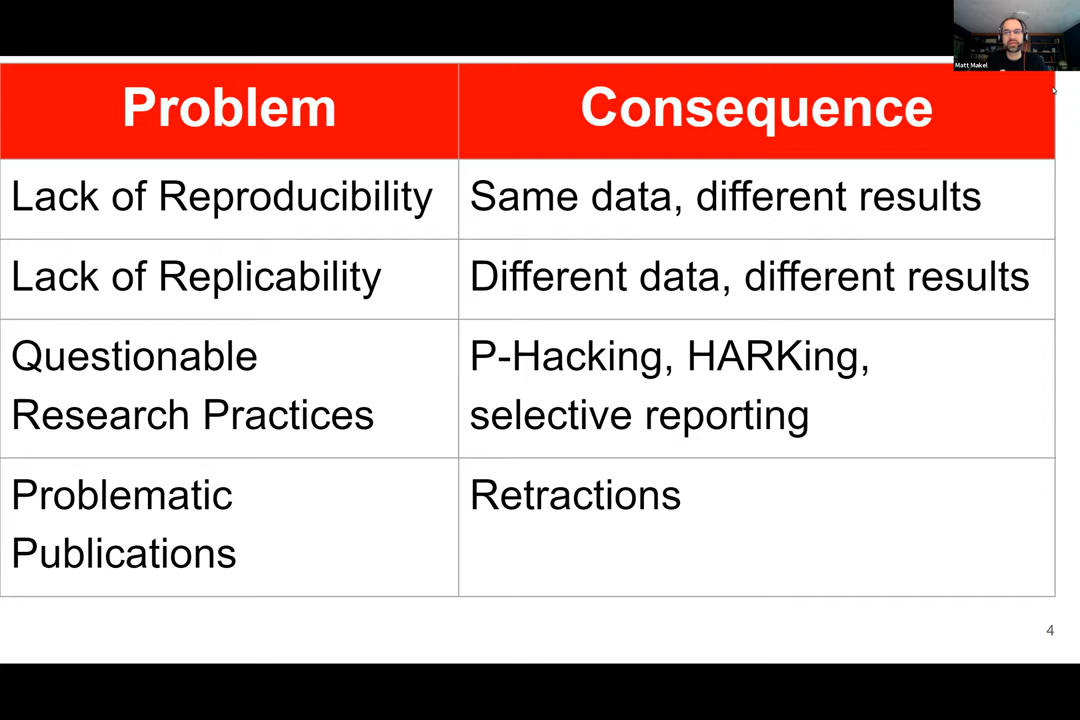 Matt Makel
Problem
Consequence
Lack of Reproducibility
Same data, different results
Lack of Replicability
Different data, different results
Questionable
Research Practices
P-Hacking, HARKing,
selective reporting
Problematic
Publications
Retractions
4